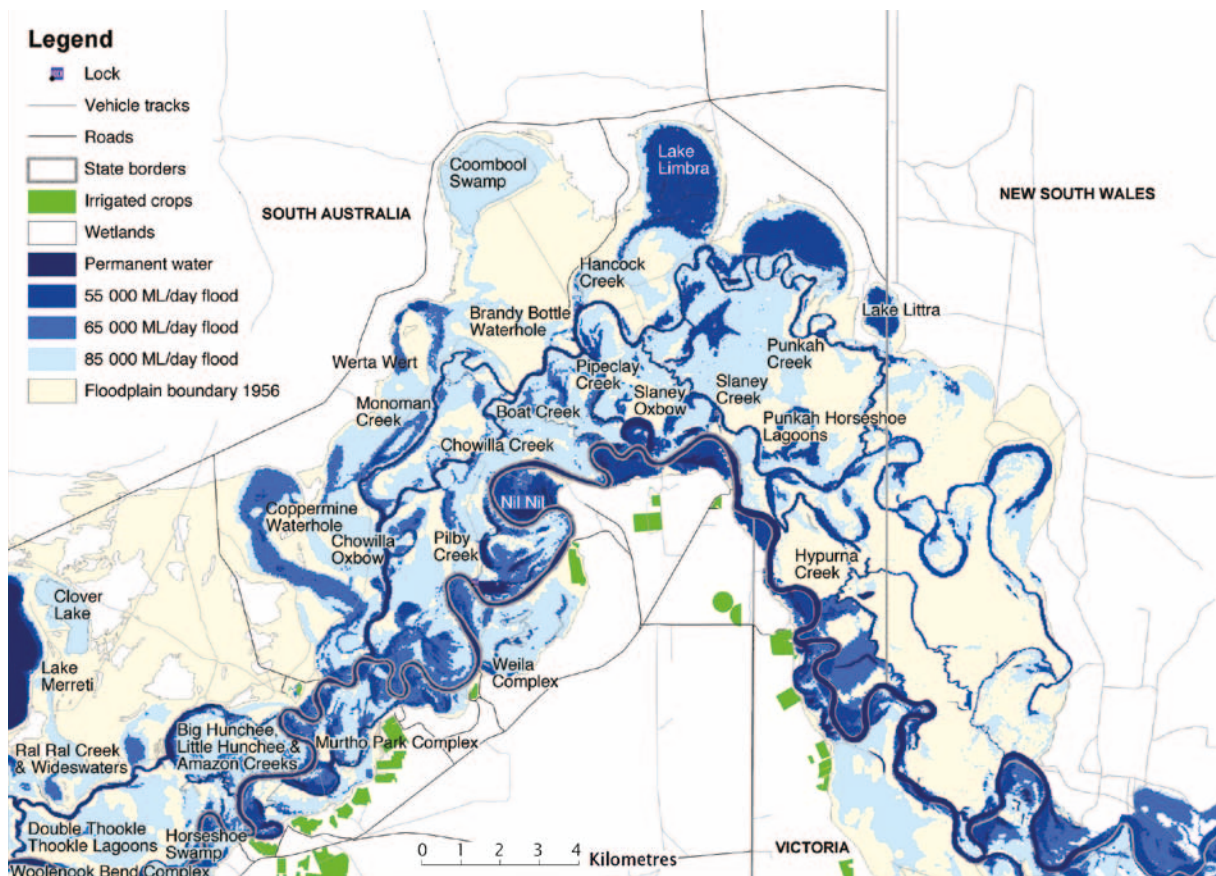 Legend
Lock
Vehicle tracks
Roads
State borders
Irrigated crops
Wetlands
Permanent water
55 000 ML/day flood
65 000 ML/day flood
85 000 ML/day flood
Floodplain boundary 1956
Coombool
Swamp
Lake
Limbra
SOUTH AUSTRALIA
NEW SOUTH WALES
Hancock
Creek
Brandy Bottle
Waterhole
Lake Littra
Werta Wert
Punkah
Creek
Pipeclay
Creek
Slaney
Oxbow
Slaney
Creek
Monoman
Creek
Boat Creek
Punkah Horseshoe
Lagoons
Chowilla Creek
Nil Nil
Coppermine
Waterhole
Chowilla
Oxbow
Pilby
Creek
Hypurna
Creek
Clover
Lake
Lake
Merreti
Weila
Complex
Big Hunchee,
Little Hunchee &
Amazon Creeks
Murtho Park Complex
Ral Ral Creek
& Wideswaters
Double Thookle
Thookle Lagoons
Horseshoe
Swamp
Woolenook Bend Complex
0 1 2 3 4
Kilometres
VICTORIA